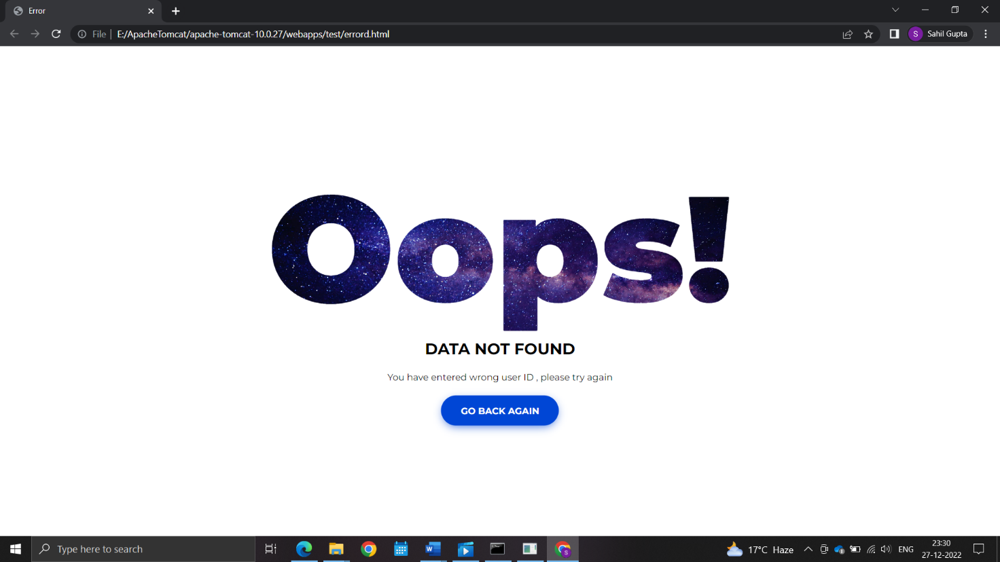 Error
File
E:/ApacheTomcat/apache-tomcat-10.0.27/webapps/test/errord.html
S
Sahil Gupta
Oops!
DATA NOT FOUND
You have entered wrong user ID , please try again
GO BACK AGAIN
Type here to search
W
S
17°C Haze
ENG
23:30
27-12-2022